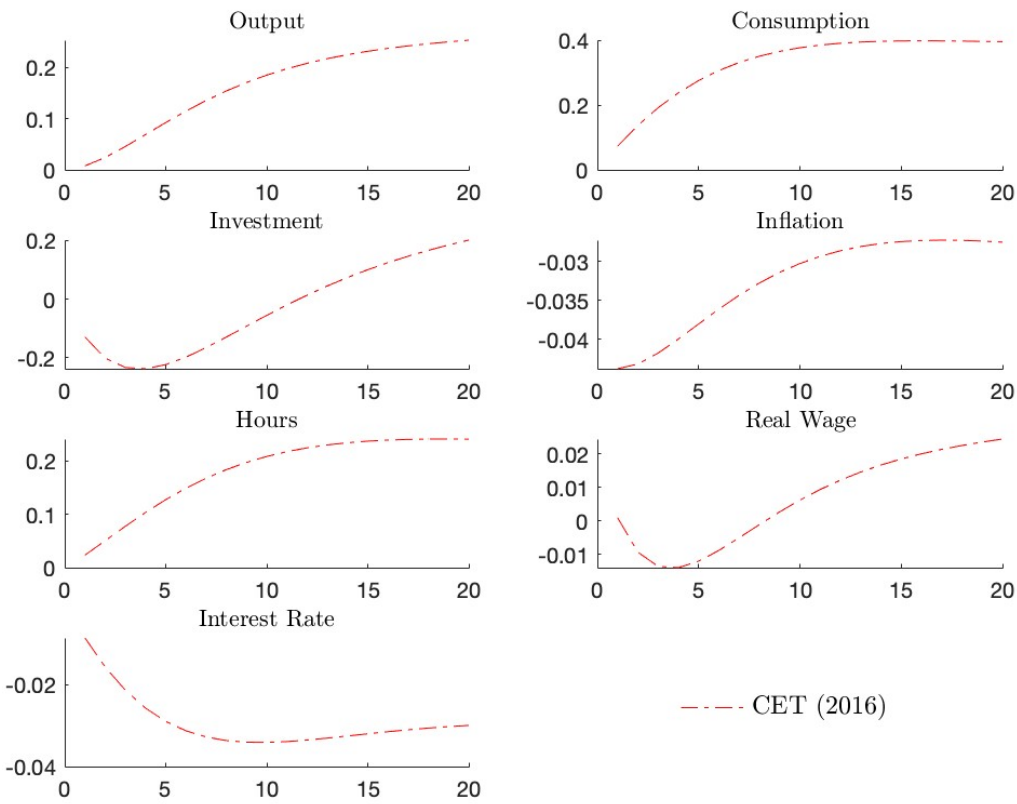 Output
0.2
0.1
0
0 5 10 15 20
Consumption
0.4
0.2
0
0 5 10 15 20
Investment
0.2
0
-0.2
0 5 10 15 20
Inflation
-0.03
-0.035
-0.04
0 5 10 15 20
Hours
0.2
0.1
0
0 5 10 15 20
Real Wage
0.02
0.01
0
-0.01
0 5 10 15 20
Interest Rate
-0.02
-0.04
0 5 10 15 20
CET (2016)